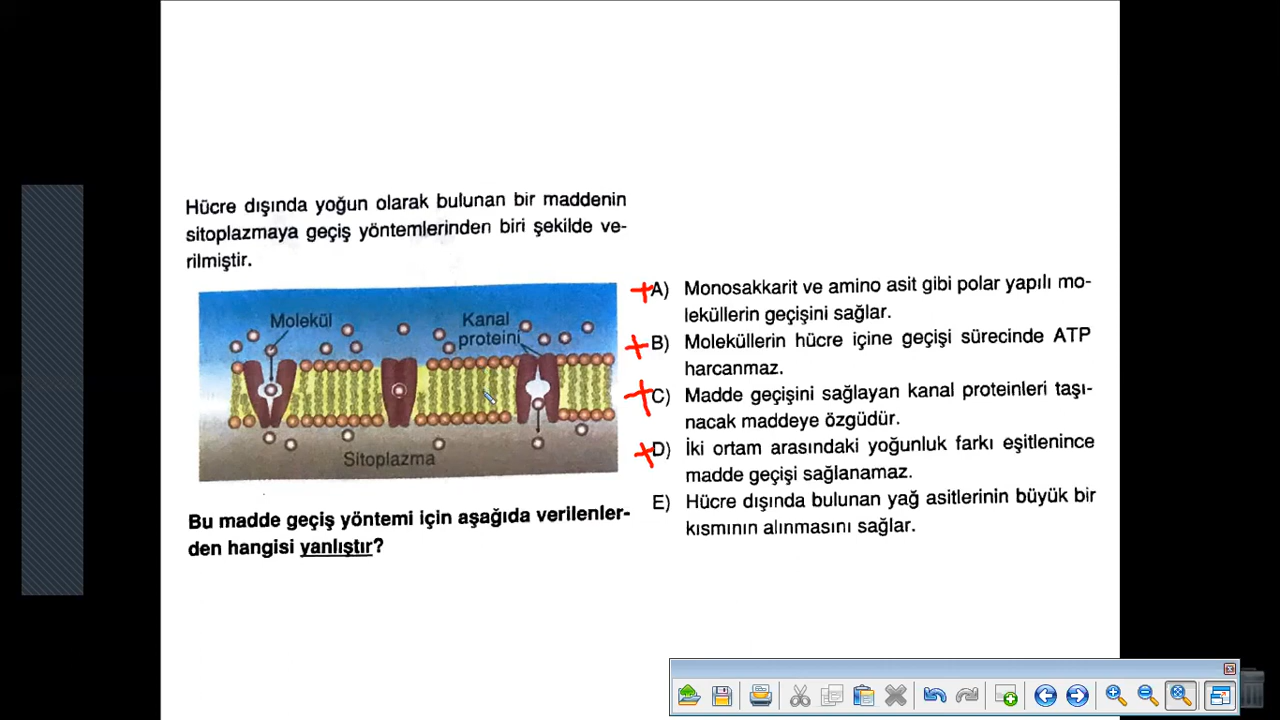 Hücre dışında yoğun olarak bulunan bir maddenin
sitoplazmaya geçiş yöntemlerinden biri şekilde ve-
rilmiştir.
Molekül
Kanal
proteini
Sitoplazma
Bu madde geçiş yöntemi için aşağıda verilenler-
den hangisi yanlıştır?
+A) Monosakkarit ve amino asit gibi polar yapılı mo-
leküllerin geçişini sağlar.
+B) Moleküllerin hücre içine geçişi sürecinde ATP
harcanmaz.
+C) Madde geçişini sağlayan kanal proteinleri taşı-
nacak maddeye özgüdür.
+D) İki ortam arasındaki yoğunluk farkı eşitlenince
madde geçişi sağlanamaz.
E) Hücre dışında bulunan yağ asitlerinin büyük bir
kısmının alınmasını sağlar.